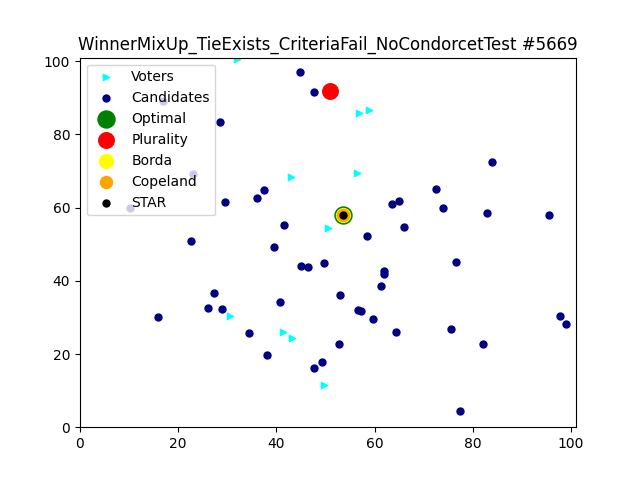 WinnerMixUp_TieExists_CriteriaFail_NoCondorcetTest #5669
100
80
60
40
20
0
Voters
Candidates
Optimal
Plurality
Borda
Copeland
STAR
0 20 40 60 80 100